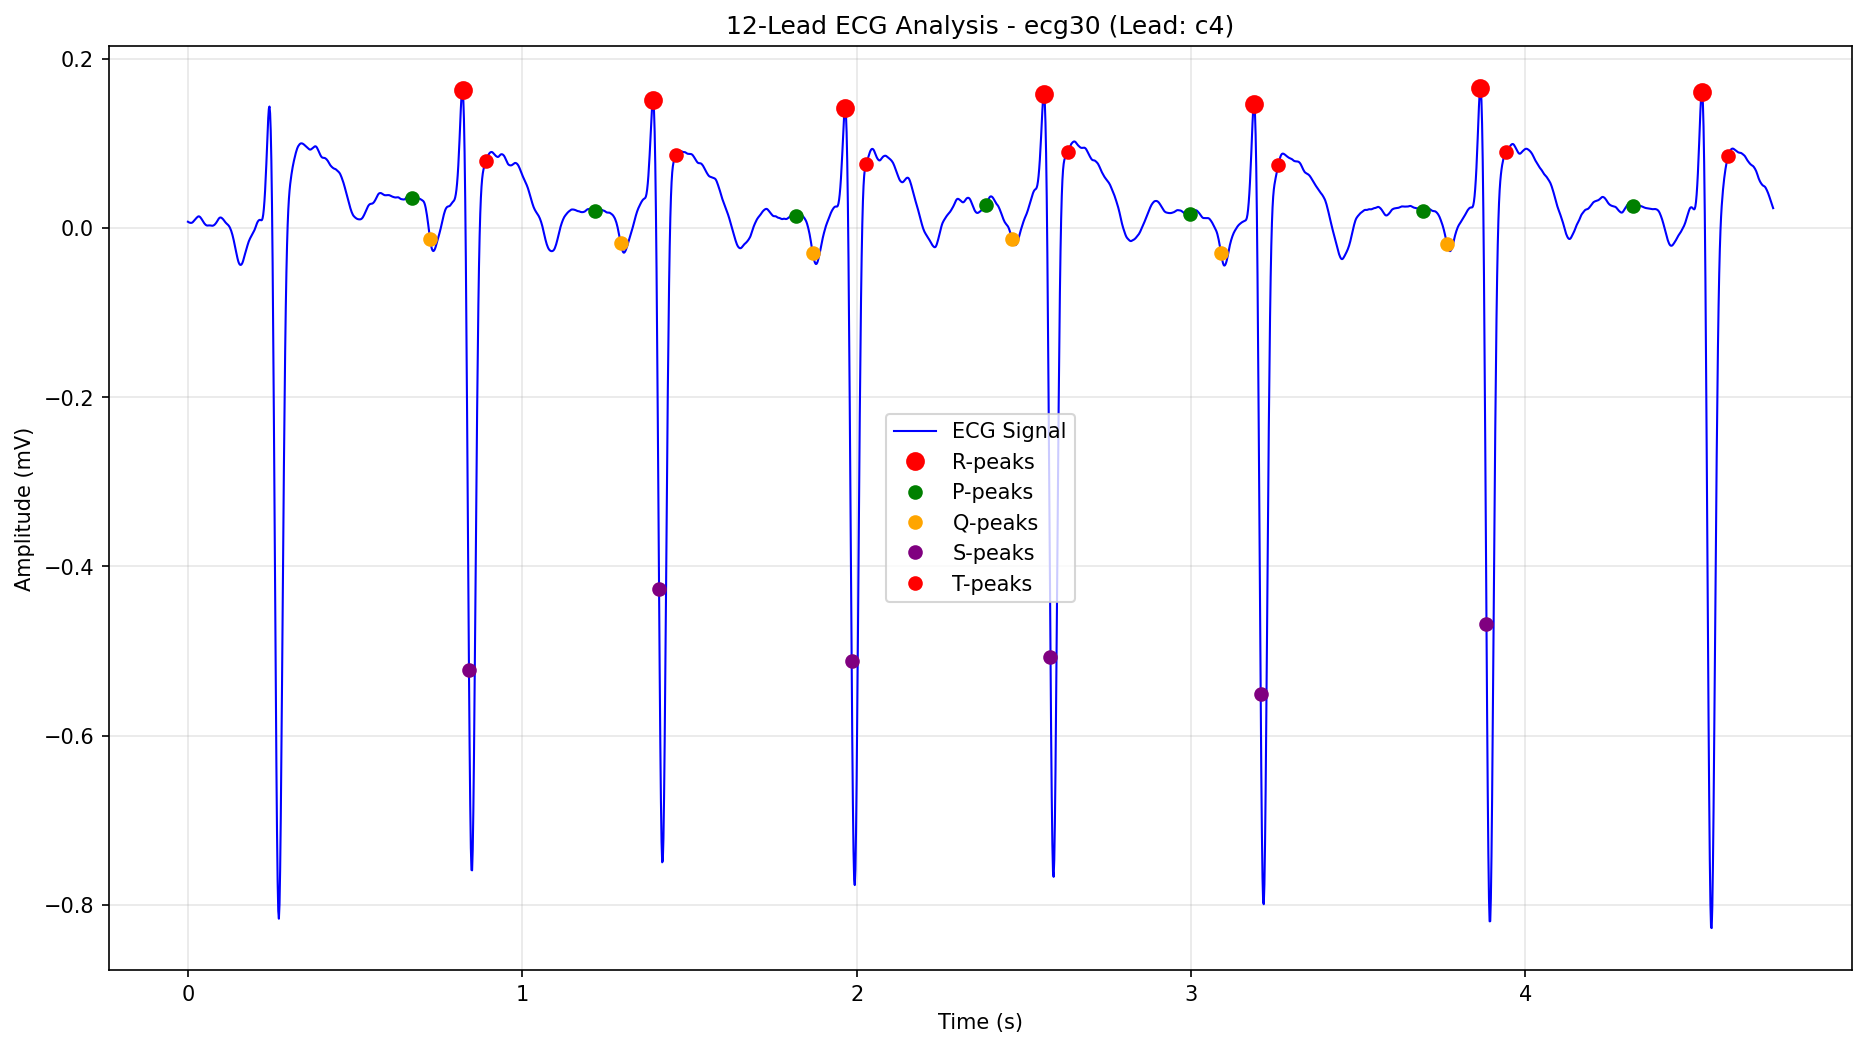 12-Lead ECG Analysis - ecg30 (Lead: c4)
Amplitude (mV)
0.2
0.0
−0.2
−0.4
−0.6
−0.8
ECG Signal
R-peaks
P-peaks
Q-peaks
S-peaks
T-peaks
0 1 2 3 4
Time (s)